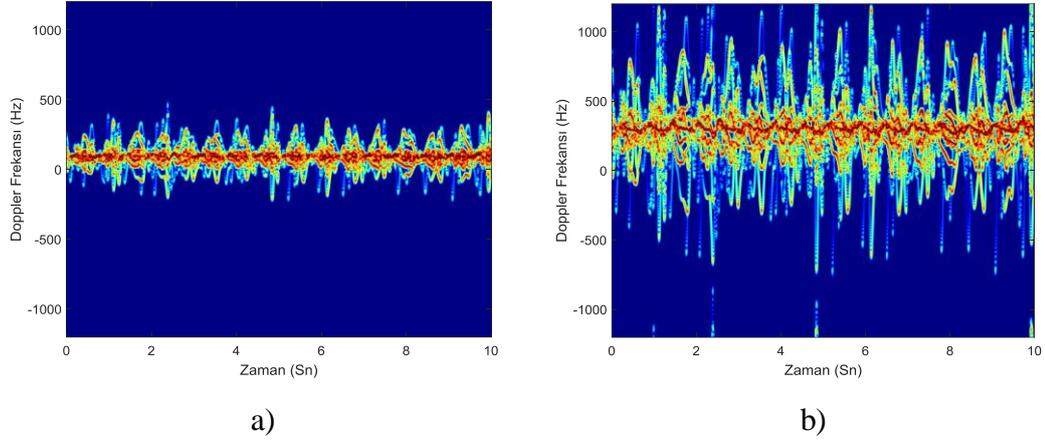 1000
500
0
-500
-1000
Doppler Frekansı (Hz)
0 2 4 6 8 10
Zaman (Sn)
a)
1000
500
0
-500
-1000
Doppler Frekansı (Hz)
0 2 4 6 8 10
Zaman (Sn)
b)